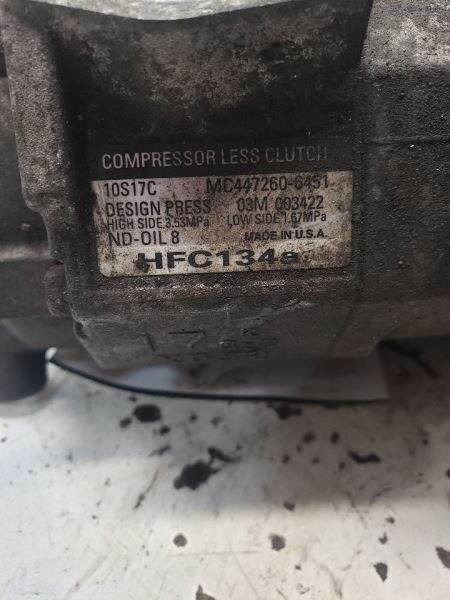 COMPRESSOR LESS CLUTCH
10S17C MC447260-6451
DESIGN PRESS 03M 003422
HIGH SIDE 3.53MPa LOW SIDE 1.67MPa
ND-OIL 8 MADE IN U.S.A.
HFC134a